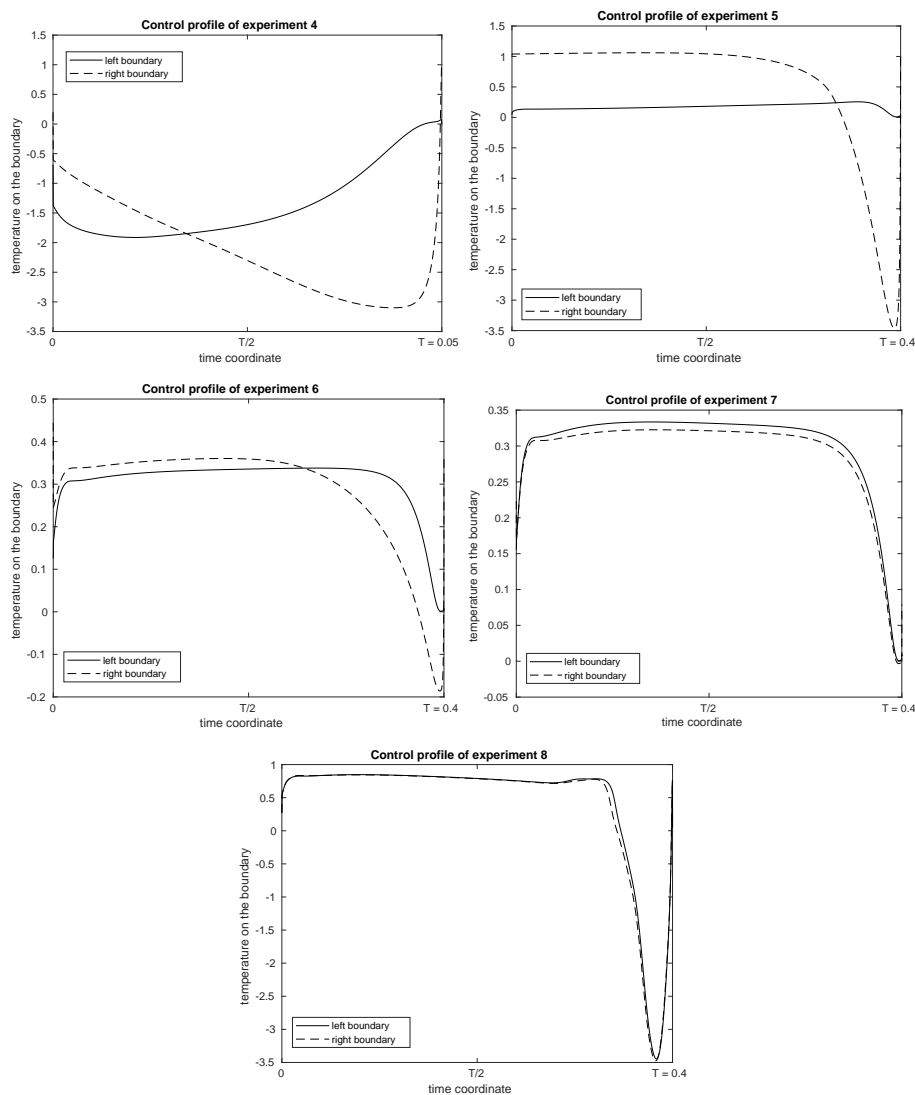 Control profile of experiment 4
1.5
1
0.5
0
-0.5
-1
-1.5
-2
-2.5
-3
-3.5
temperature on the boundary
left boundary
right boundary
0
T/2
T = 0.05
time coordinate
Control profile of experiment 5
1.5
1
0.5
0
-0.5
-1
-1.5
-2
-2.5
-3
-3.5
temperature on the boundary
left boundary
right boundary
0
T/2
T = 0.4
time coordinate
Control profile of experiment 6
0.5
0.4
0.3
0.2
0.1
0
-0.1
-0.2
temperature on the boundary
left boundary
right boundary
0
T/2
T = 0.4
time coordinate
Control profile of experiment 7
0.35
0.3
0.25
0.2
0.15
0.1
0.05
0
-0.05
temperature on the boundary
left boundary
right boundary
0
T/2
T = 0.4
time coordinate
Control profile of experiment 8
1
0.5
0
-0.5
-1
-1.5
-2
-2.5
-3
-3.5
temperature on the boundary
left boundary
right boundary
0
T/2
T = 0.4
time coordinate